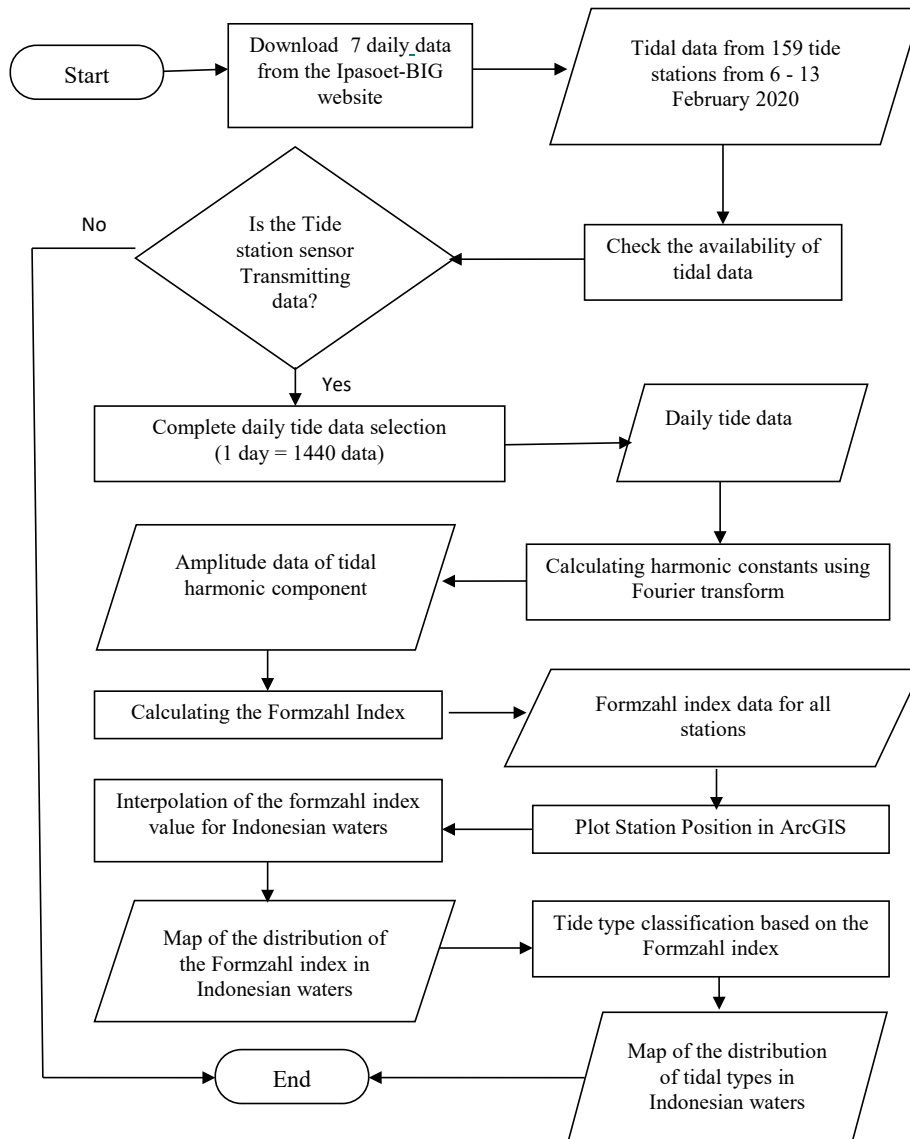 Start
Download 7 daily data
from the Ipasoet-BIG
website
Tidal data from 159 tide
stations from 6 - 13
February 2020
Check the availability of
tidal data
Is the Tide
station sensor
Transmitting
data?
No
Yes
Complete daily tide data selection
(1 day = 1440 data)
Daily tide data
Calculating harmonic constants using
Fourier transform
Amplitude data of tidal
harmonic component
Calculating the Formzahl Index
Formzahl index data for all
stations
Plot Station Position in ArcGIS
Interpolation of the formzahl index
value for Indonesian waters
Map of the distribution of
the Formzahl index in
Indonesian waters
Tide type classification based on the
Formzahl index
Map of the distribution
of tidal types in
Indonesian waters
End